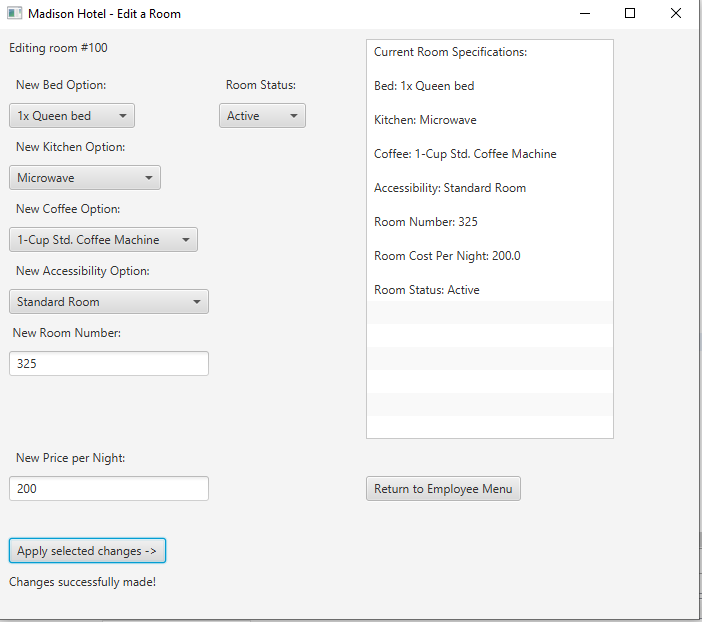 Madison Hotel - Edit a Room
Editing room #100
New Bed Option:
1x Queen bed
Room Status:
Active
New Kitchen Option:
Microwave
New Coffee Option:
1-Cup Std. Coffee Machine
New Accessibility Option:
Standard Room
New Room Number:
325
New Price per Night:
200
Apply selected changes ->
Changes successfully made!
Current Room Specifications:
Bed: 1x Queen bed
Kitchen: Microwave
Coffee: 1-Cup Std. Coffee Machine
Accessibility: Standard Room
Room Number: 325
Room Cost Per Night: 200.0
Room Status: Active
Return to Employee Menu